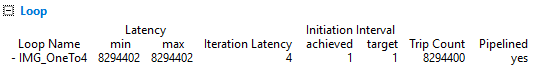 Loop
Latency Initiation Interval
Loop Name min max Iteration Latency achieved target Trip Count Pipelined
- IMG_OneTo4 8294402 8294402 4 1 1 8294400 yes